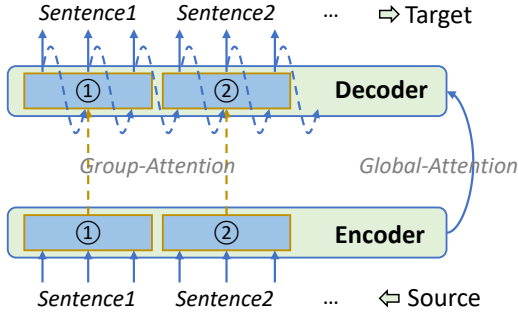 Sentence1 Sentence2 ... Target
① ② Decoder
Group-Attention Global-Attention
① ② Encoder
Sentence1 Sentence2 ... Source